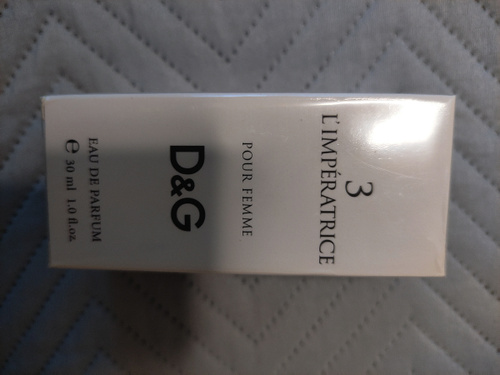 3
L'IMPÉRATRICE
POUR FEMME
D&G
EAU DE PARFUM
e 30 ml 1.0 fl.oz.